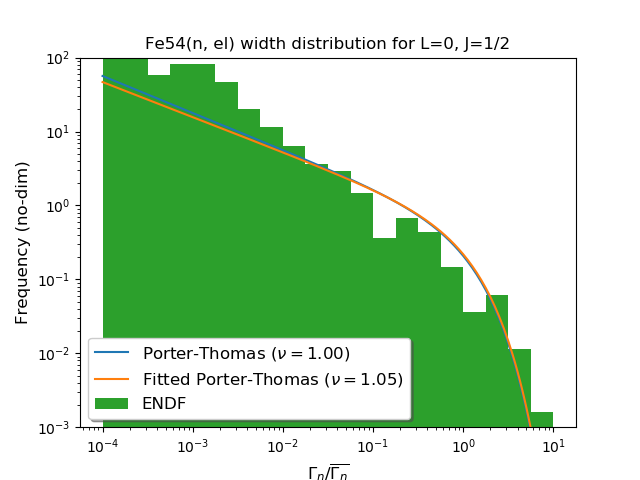 Fe54(n, el) width distribution for L=0, J=1/2
10²
10¹
10⁰
10⁻¹
10⁻²
10⁻³
Frequency (no-dim)
Porter-Thomas (ν = 1.00)
Fitted Porter-Thomas (ν = 1.05)
ENDF
10⁻⁴ 10⁻³ 10⁻² 10⁻¹ 10⁰ 10¹
Γₙ/Γ̅ₙ̅